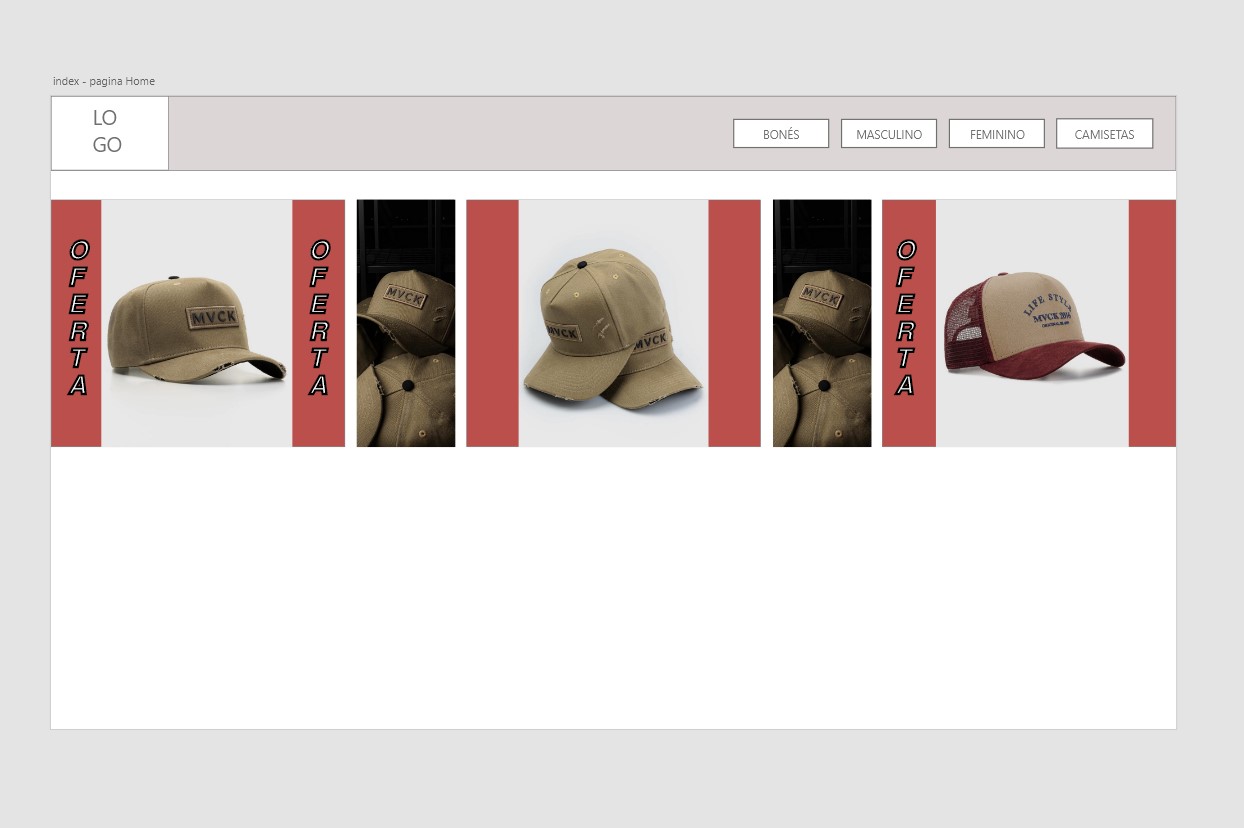 index - pagina Home
LO
GO
BONÉS
MASCULINO
FEMININO
CAMISETAS
OFERTA
MVCK
OFERTA
MVCK
MVCK
MVCK
MVCK
OFERTA
LIFE STYLE
MVCK 2016